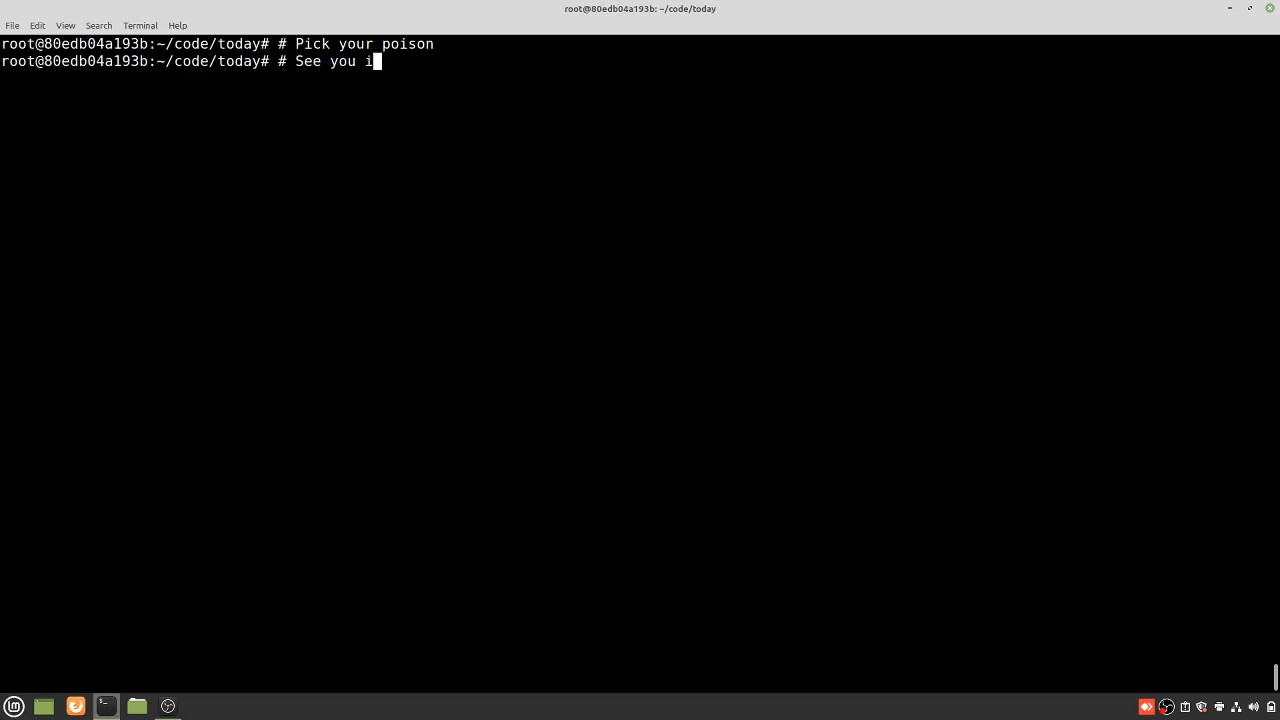 root@80edb04a193b: ~/code/today
File Edit View Search Terminal Help
root@80edb04a193b:~/code/today# # Pick your poison
root@80edb04a193b:~/code/today# # See you i